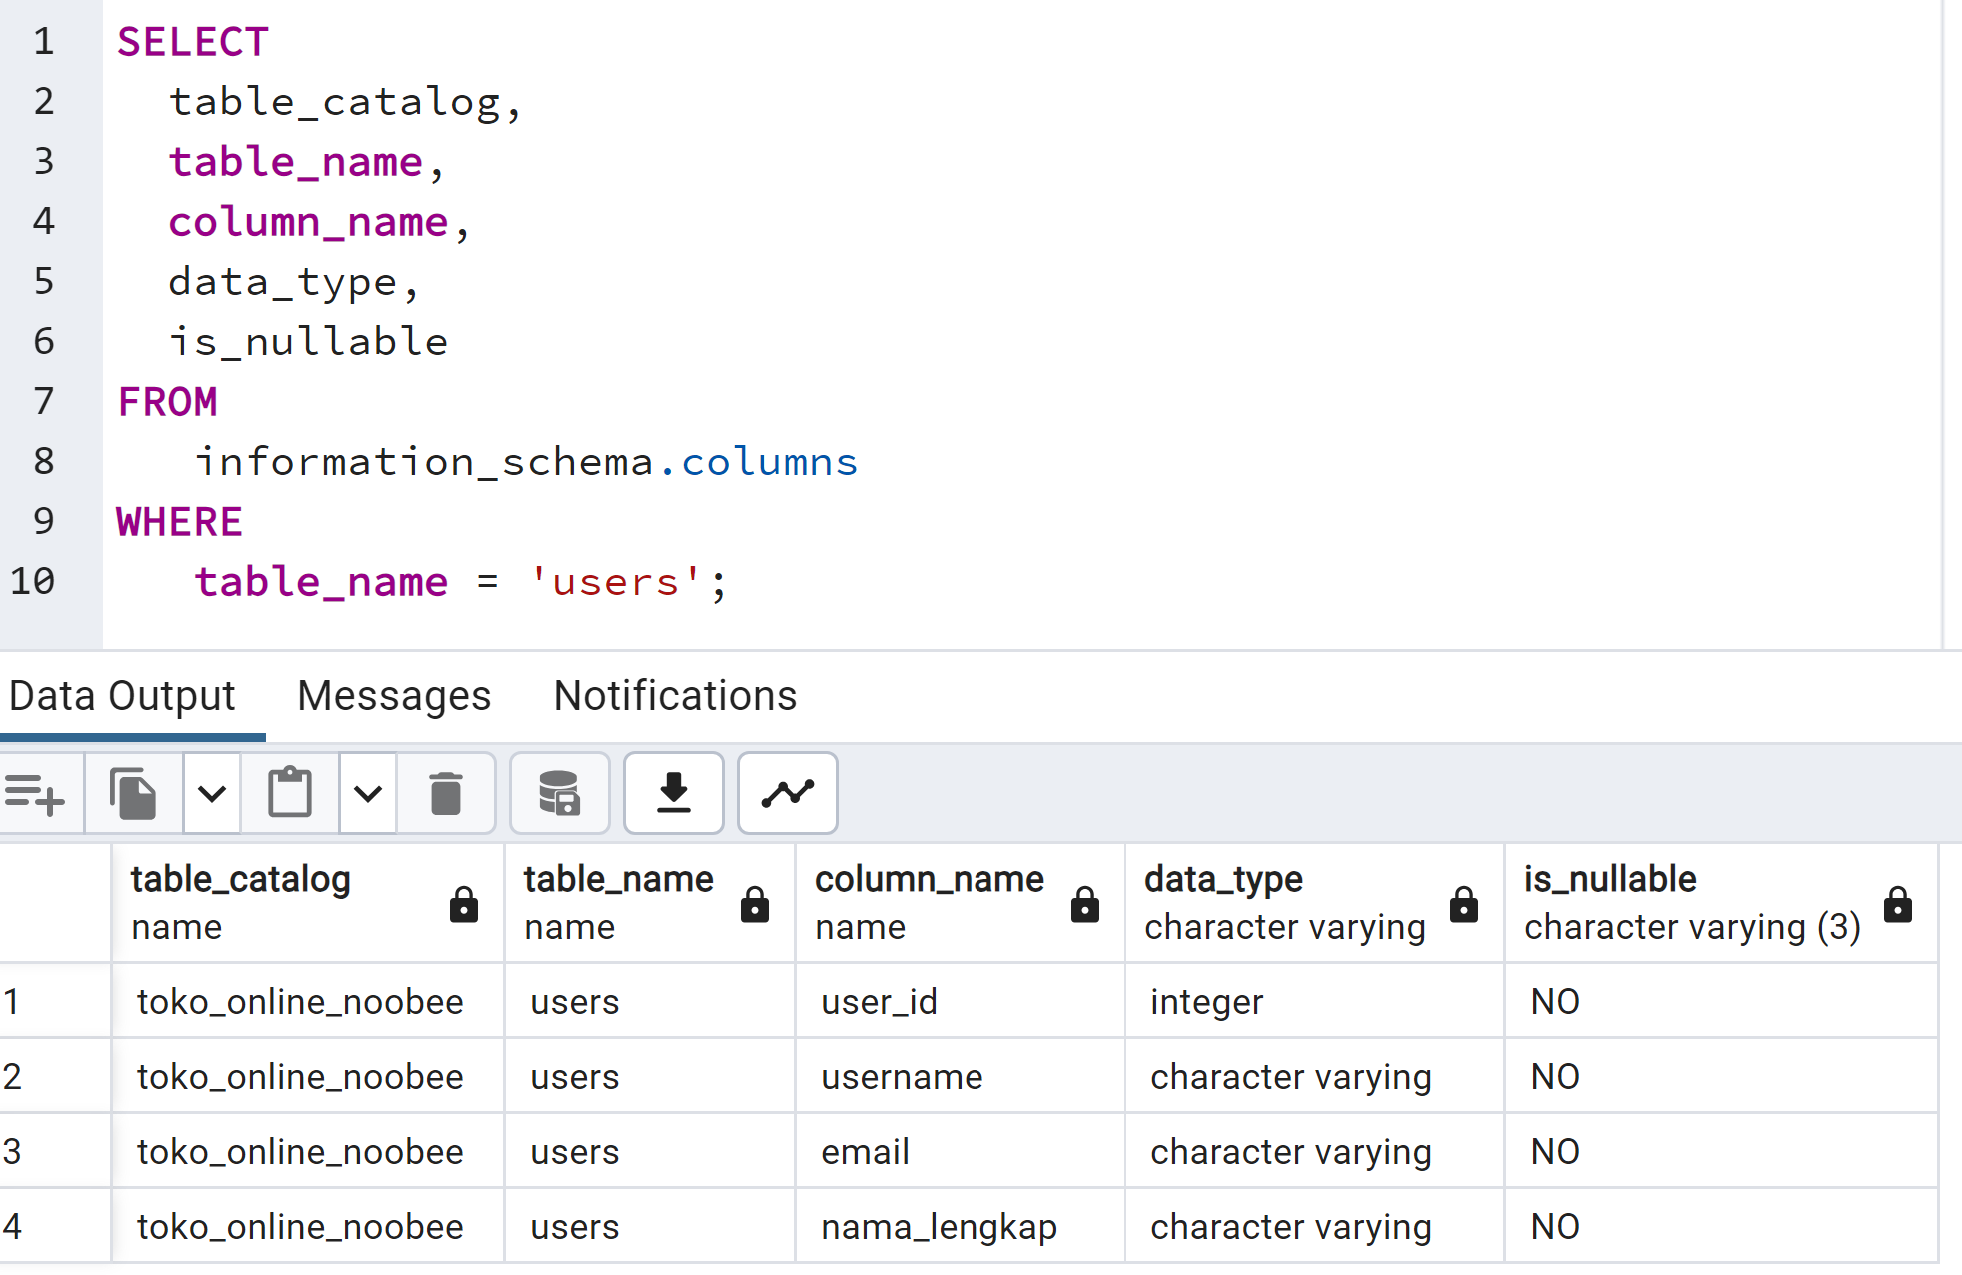 1 SELECT
2 table_catalog,
3 table_name,
4 column_name,
5 data_type,
6 is_nullable
7 FROM
8 information_schema.columns
9 WHERE
10 table_name = 'users';
Data Output Messages Notifications
table_catalog table_name column_name data_type is_nullable
name name name character varying character varying (3)
1 toko_online_noobee users user_id integer NO
2 toko_online_noobee users username character varying NO
3 toko_online_noobee users email character varying NO
4 toko_online_noobee users nama_lengkap character varying NO